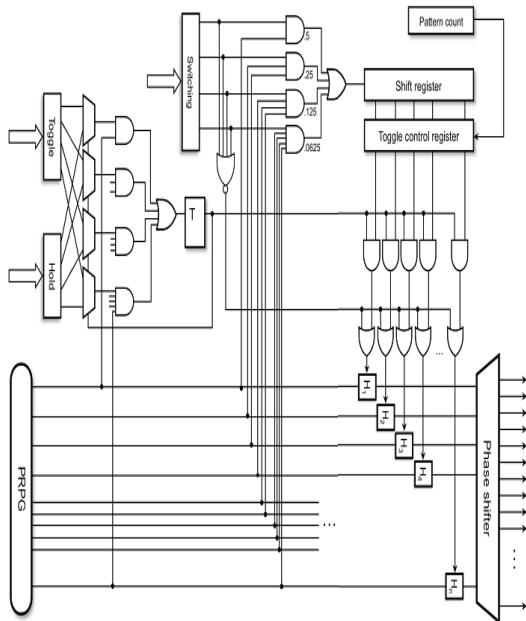 Pattern count
.5
Switching
.25
Shift register
.125
Toggle
Toggle control register
.0625
T
Hold
...
H1
H2
PRPG
H3
H4
Phase shifter
...
...
Hn